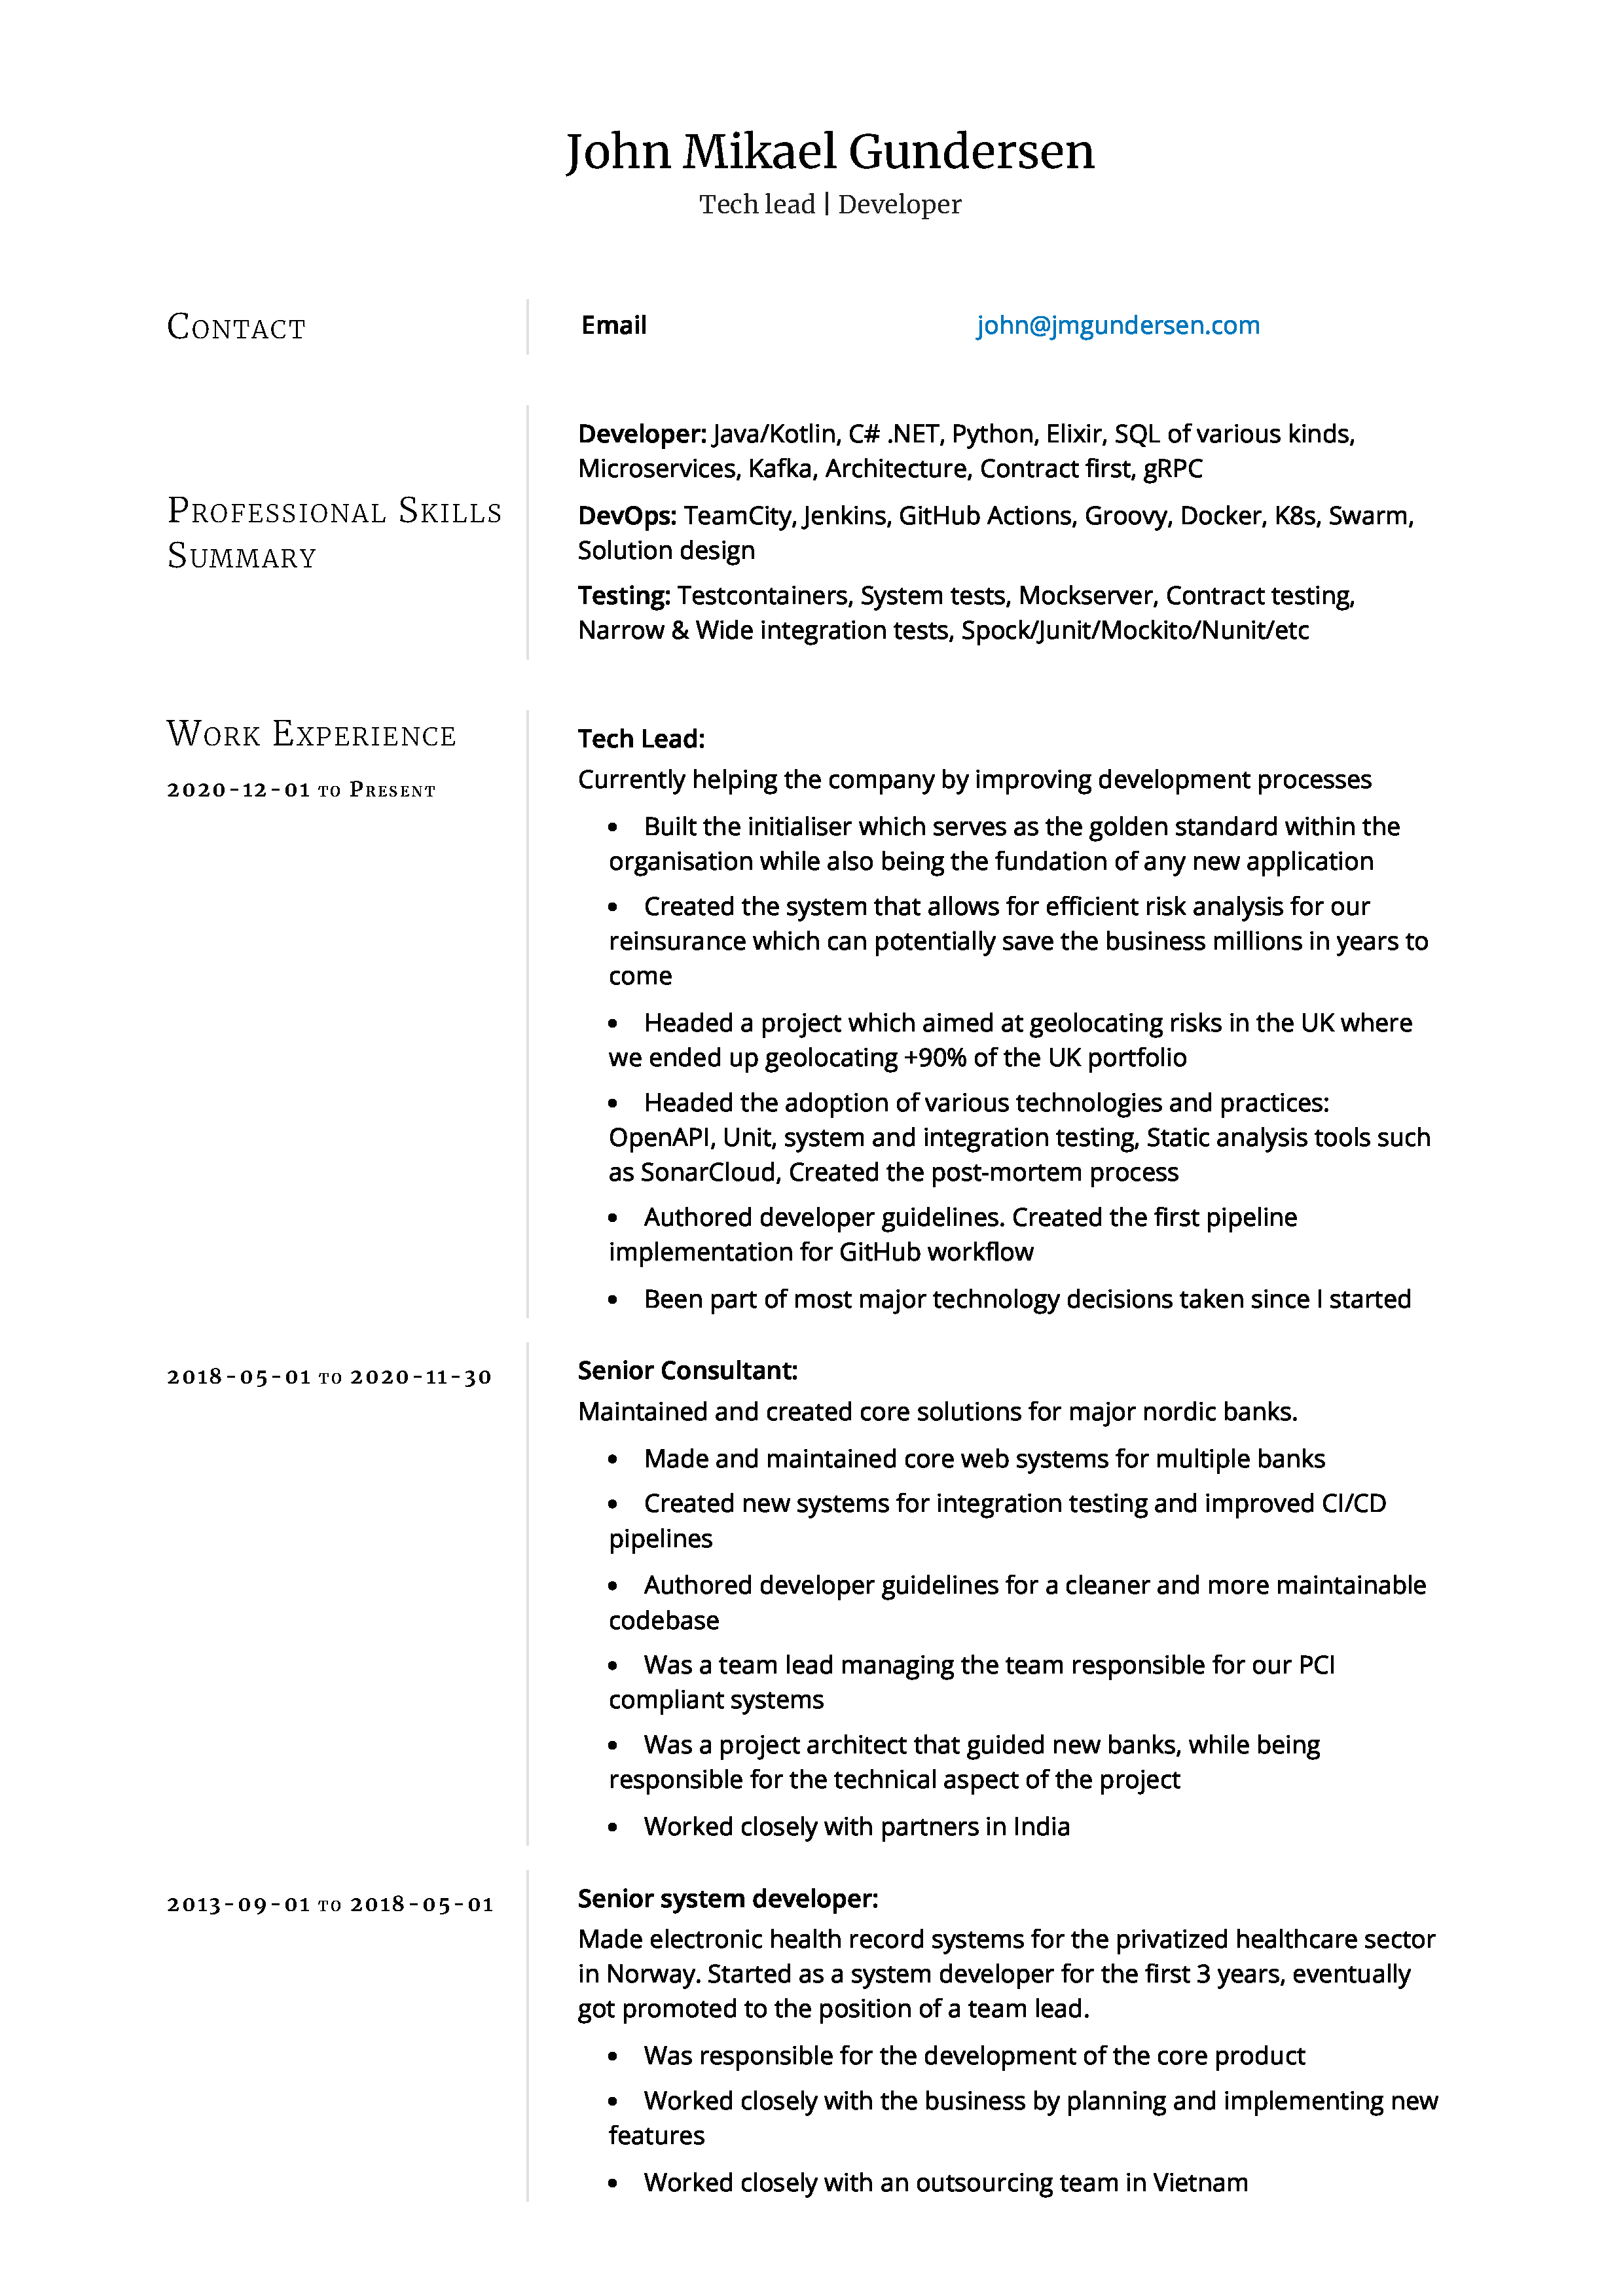 John Mikael Gundersen
Tech lead | Developer
Contact
Email john@jmgundersen.com
Professional Skills
Summary
Developer: Java/Kotlin, C# .NET, Python, Elixir, SQL of various kinds,
Microservices, Kafka, Architecture, Contract first, gRPC
DevOps: TeamCity, Jenkins, GitHub Actions, Groovy, Docker, K8s, Swarm,
Solution design
Testing: Testcontainers, System tests, Mockserver, Contract testing,
Narrow & Wide integration tests, Spock/Junit/Mockito/Nunit/etc
Work Experience
2020-12-01 to Present
Tech Lead:
Currently helping the company by improving development processes
• Built the initialiser which serves as the golden standard within the
organisation while also being the fundation of any new application
• Created the system that allows for efficient risk analysis for our
reinsurance which can potentially save the business millions in years to
come
• Headed a project which aimed at geolocating risks in the UK where
we ended up geolocating +90% of the UK portfolio
• Headed the adoption of various technologies and practices:
OpenAPI, Unit, system and integration testing, Static analysis tools such
as SonarCloud, Created the post-mortem process
• Authored developer guidelines. Created the first pipeline
implementation for GitHub workflow
• Been part of most major technology decisions taken since I started
2018-05-01 to 2020-11-30
Senior Consultant:
Maintained and created core solutions for major nordic banks.
• Made and maintained core web systems for multiple banks
• Created new systems for integration testing and improved CI/CD
pipelines
• Authored developer guidelines for a cleaner and more maintainable
codebase
• Was a team lead managing the team responsible for our PCI
compliant systems
• Was a project architect that guided new banks, while being
responsible for the technical aspect of the project
• Worked closely with partners in India
2013-09-01 to 2018-05-01
Senior system developer:
Made electronic health record systems for the privatized healthcare sector
in Norway. Started as a system developer for the first 3 years, eventually
got promoted to the position of a team lead.
• Was responsible for the development of the core product
• Worked closely with the business by planning and implementing new
features
• Worked closely with an outsourcing team in Vietnam